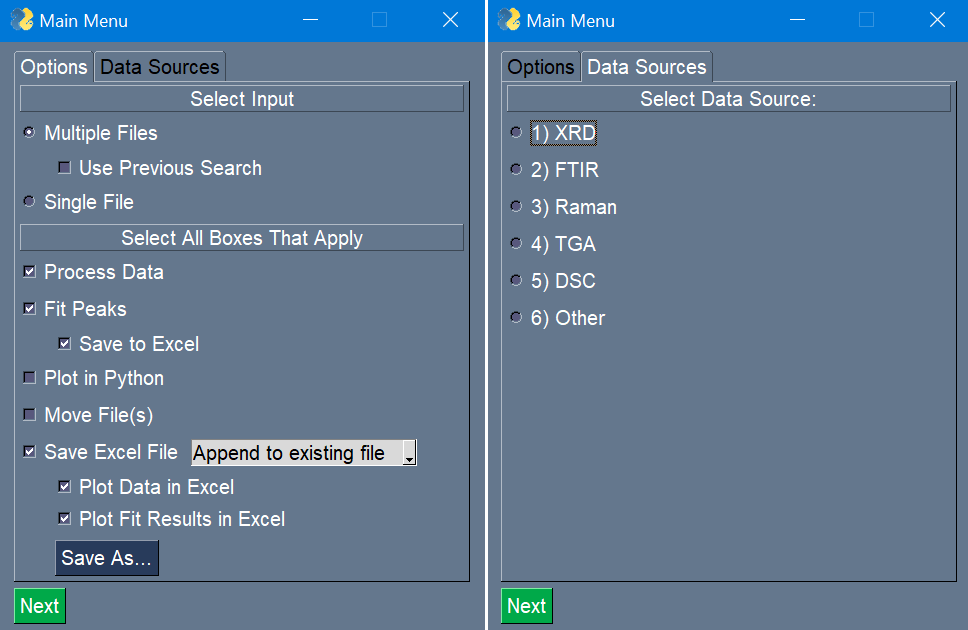 Main Menu
Options Data Sources
Select Input
Multiple Files
Use Previous Search
Single File
Select All Boxes That Apply
Process Data
Fit Peaks
Save to Excel
Plot in Python
Move File(s)
Save Excel File Append to existing file
Plot Data in Excel
Plot Fit Results in Excel
Save As...
Next
Main Menu
Options Data Sources
Select Data Source:
1) XRD
2) FTIR
3) Raman
4) TGA
5) DSC
6) Other
Next